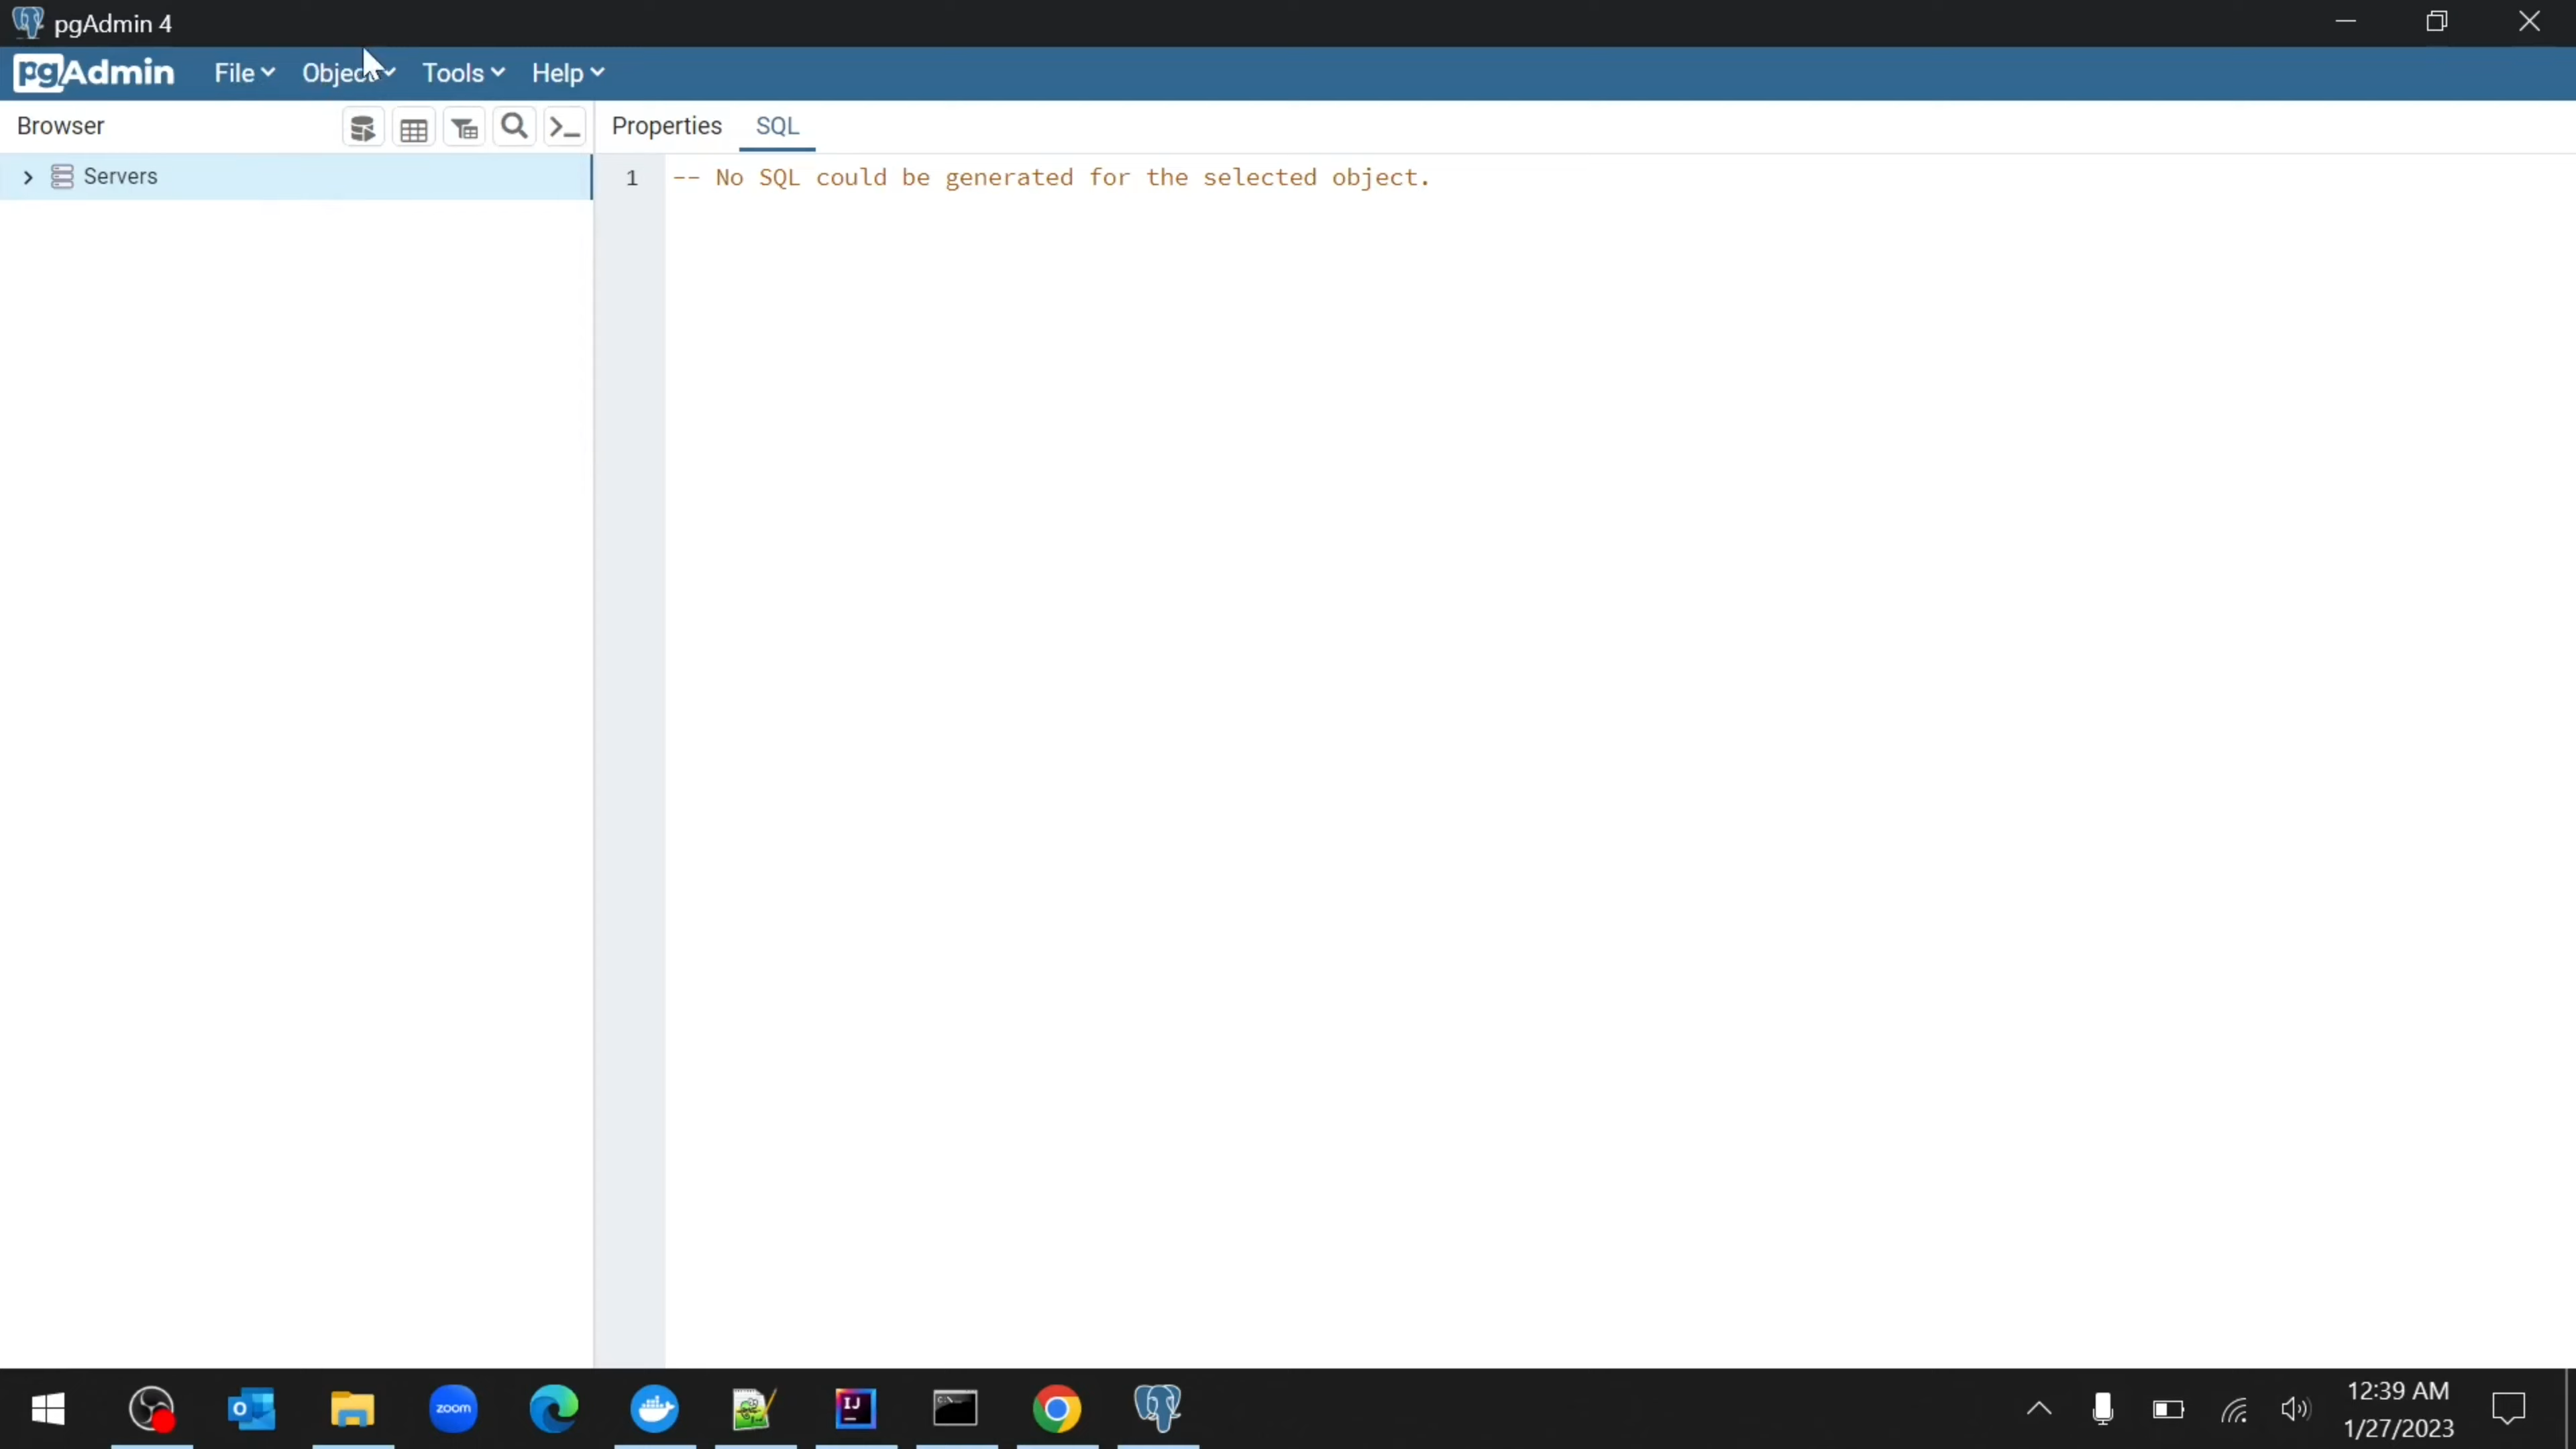 pgAdmin 4
pgAdmin File Object Tools Help
Browser Properties SQL
Servers
1 -- No SQL could be generated for the selected object.
zoom
IJ
12:39 AM
1/27/2023